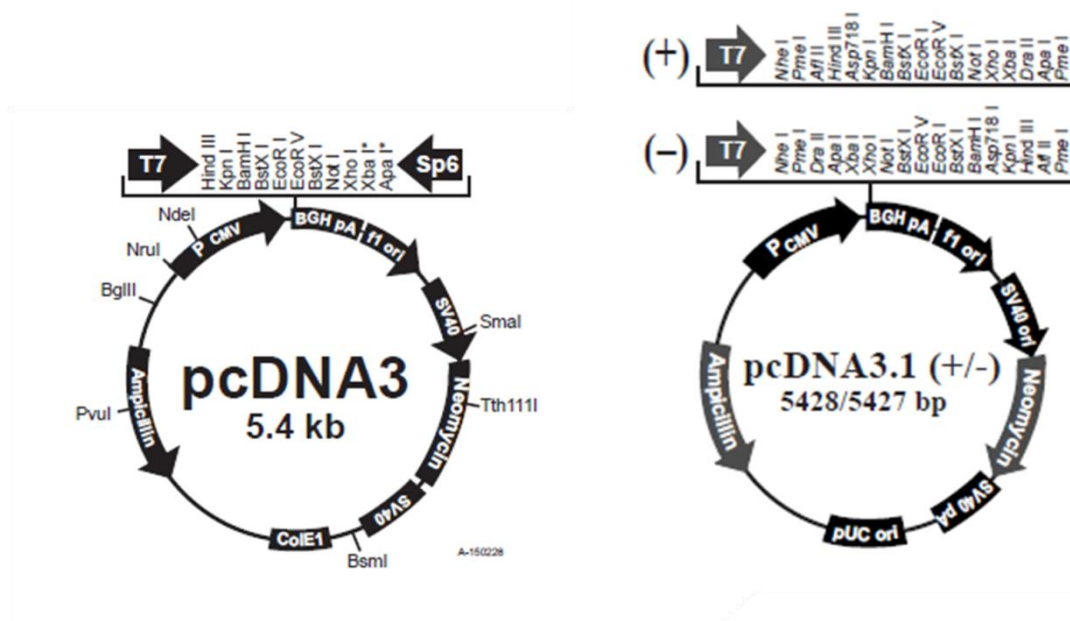 T7
Hind III
Kpn I
BamH I
BstX I
EcoR I
EcoR V
BstX I
Not I
Xho I
Xba I*
Apa I*
Sp6
NdeI
NruI
BglII
PvuI
P CMV
BGH pA
f1 ori
SV40
SmaI
Neomycin
Tth111I
SV40
BsmI
ColE1
Ampicillin
pcDNA3
5.4 kb
A-150228
(+)
T7
Nhe I
Pme I
Afl II
Hind III
Asp718 I
Kpn I
BamH I
BstX I
EcoR I
EcoR V
BstX I
Not I
Xho I
Xba I
Dra II
Apa I
Pme I
(–)
T7
Nhe I
Pme I
Dra II
Apa I
Xba I
Xho I
Not I
BstX I
EcoR V
EcoR I
BstX I
BamH I
Asp718 I
Kpn I
Hind III
Afl II
Pme I
PCMV
BGH pA
f1 ori
SV40 ori
Neomycin
SV40 pA
pUC ori
Ampicillin
pcDNA3.1 (+/-)
5428/5427 bp